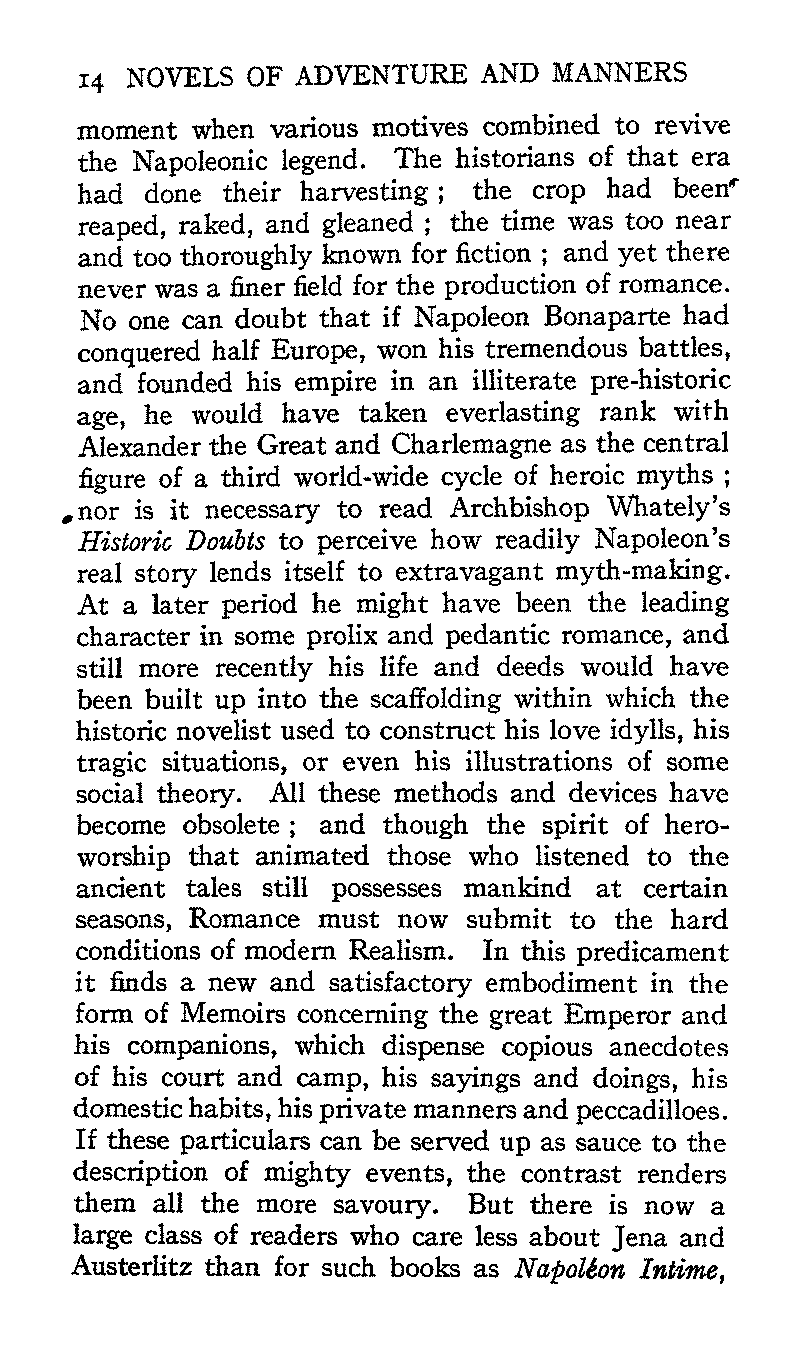 14 NOVELS OF ADVENTURE AND MANNERS
moment when various motives combined to revive
the Napoleonic legend. The historians of that era
had done their harvesting ; the crop had been
reaped, raked, and gleaned ; the time was too near
and too thoroughly known for fiction ; and yet there
never was a finer field for the production of romance.
No one can doubt that if Napoleon Bonaparte had
conquered half Europe, won his tremendous battles,
and founded his empire in an illiterate pre-historic
age, he would have taken everlasting rank with
Alexander the Great and Charlemagne as the central
figure of a third world-wide cycle of heroic myths ;
nor is it necessary to read Archbishop Whately's
Historic Doubts to perceive how readily Napoleon's
real story lends itself to extravagant myth-making.
At a later period he might have been the leading
character in some prolix and pedantic romance, and
still more recently his life and deeds would have
been built up into the scaffolding within which the
historic novelist used to construct his love idylls, his
tragic situations, or even his illustrations of some
social theory. All these methods and devices have
become obsolete ; and though the spirit of hero-
worship that animated those who listened to the
ancient tales still possesses mankind at certain
seasons, Romance must now submit to the hard
conditions of modern Realism. In this predicament
it finds a new and satisfactory embodiment in the
form of Memoirs concerning the great Emperor and
his companions, which dispense copious anecdotes
of his court and camp, his sayings and doings, his
domestic habits, his private manners and peccadilloes.
If these particulars can be served up as sauce to the
description of mighty events, the contrast renders
them all the more savoury. But there is now a
large class of readers who care less about Jena and
Austerlitz than for such books as Napoléon Intime,